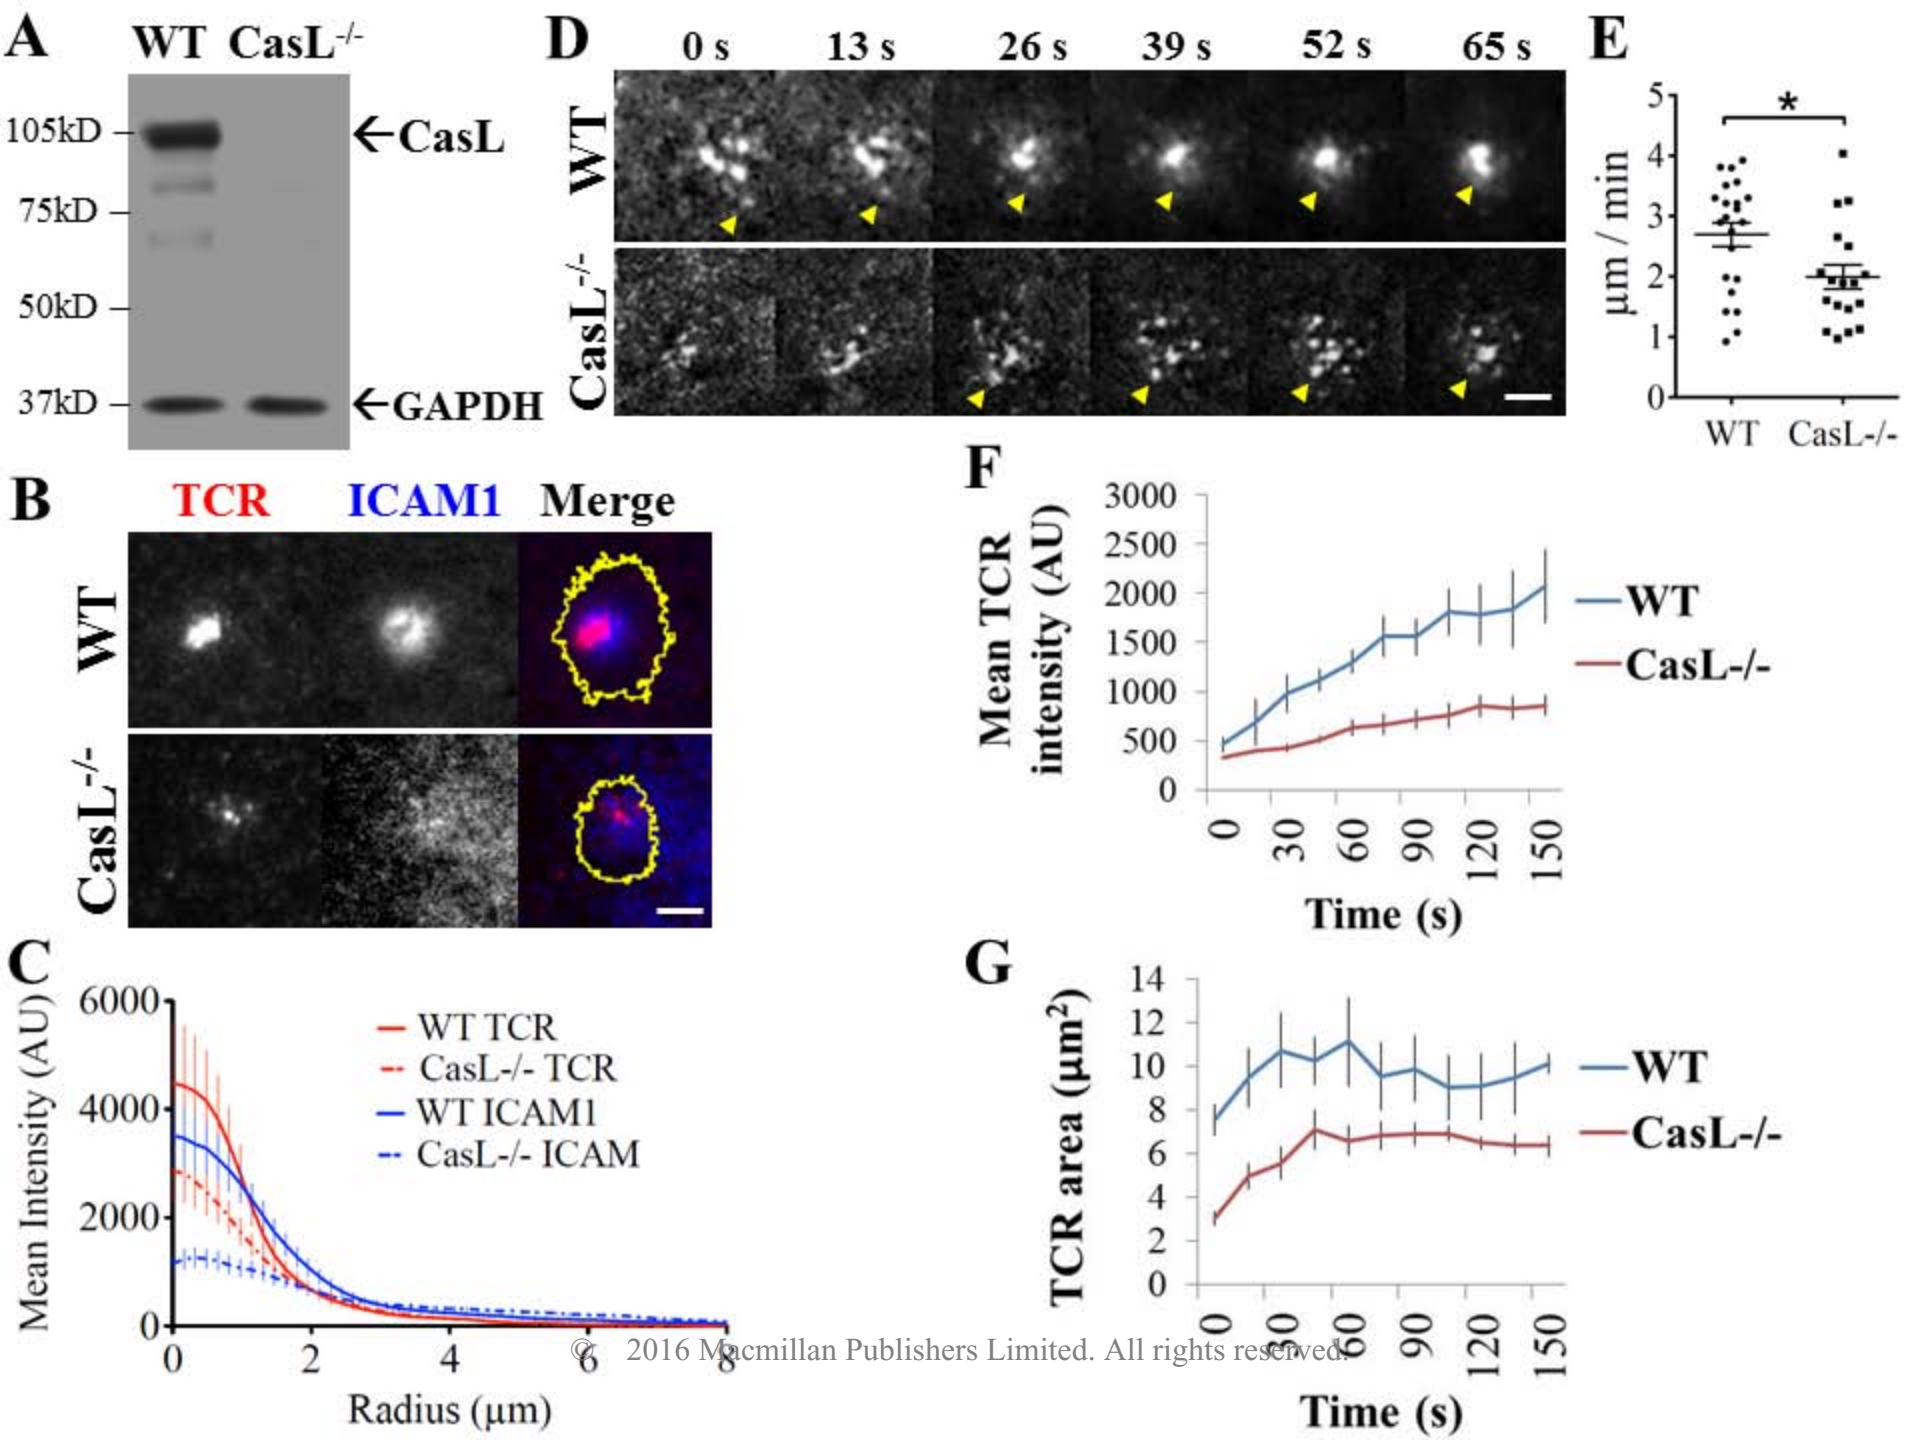 A
WT CasL-/-
105kD
75kD
50kD
37kD
←CasL
←GAPDH
B
TCR ICAM1 Merge
WT
CasL-/-
C
Mean Intensity (AU)
6000
4000
2000
0
0 2 4 6 8
Radius (μm)
WT TCR
CasL-/- TCR
WT ICAM1
CasL-/- ICAM
D
0 s 13 s 26 s 39 s 52 s 65 s
WT
CasL-/-
E
μm / min
5
4
3
2
1
0
*
WT CasL-/-
F
Mean TCR
intensity (AU)
3000
2500
2000
1500
1000
500
0
0 30 60 90 120 150
Time (s)
WT
CasL-/-
G
TCR area (μm²)
14
12
10
8
6
4
2
0
0 30 60 90 120 150
Time (s)
WT
CasL-/-
© 2016 Macmillan Publishers Limited. All rights reserved.